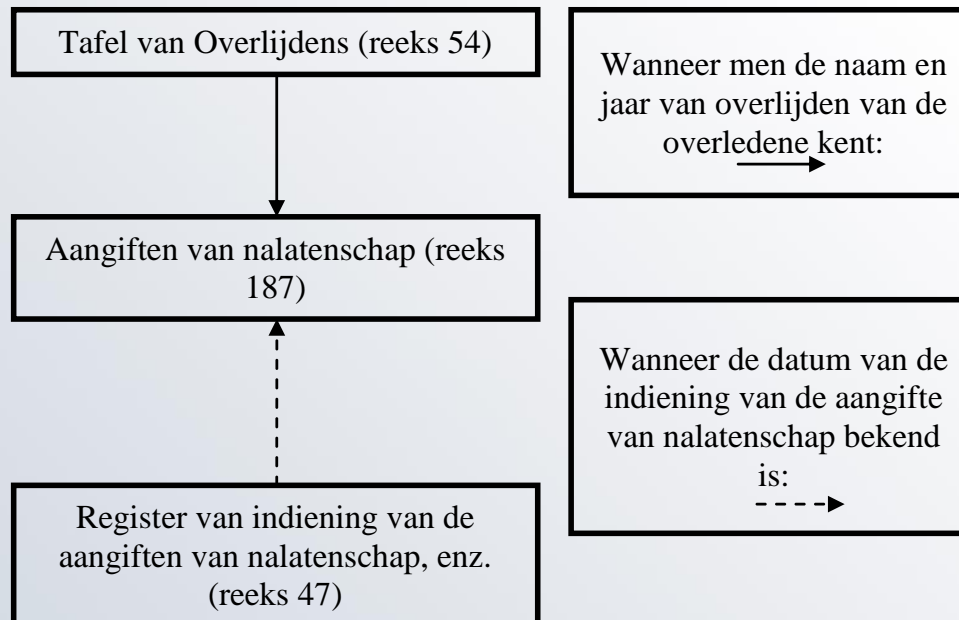 Tafel van Overlijdens (reeks 54)
Aangiften van nalatenschap (reeks
187)
Register van indiening van de
aangiften van nalatenschap, enz.
(reeks 47)
Wanneer men de naam en
jaar van overlijden van de
overledene kent:
Wanneer de datum van de
indiening van de aangifte
van nalatenschap bekend
is: